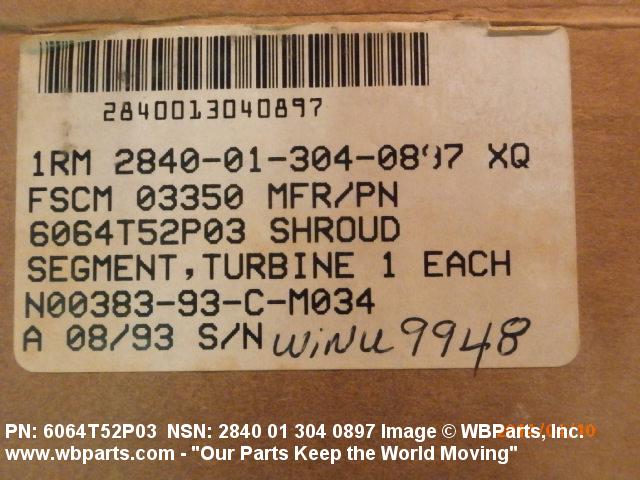 2840013040897
1RM 2840-01-304-0897 XQ
FSCM 03350 MFR/PN
6064T52P03 SHROUD
SEGMENT,TURBINE 1 EACH
N00383-93-C-M034
A 08/93 S/N WiNU9948
PN: 6064T52P03 NSN: 2840 01 304 0897 Image © WBParts, Inc.
www.wbparts.com - "Our Parts Keep the World Moving"